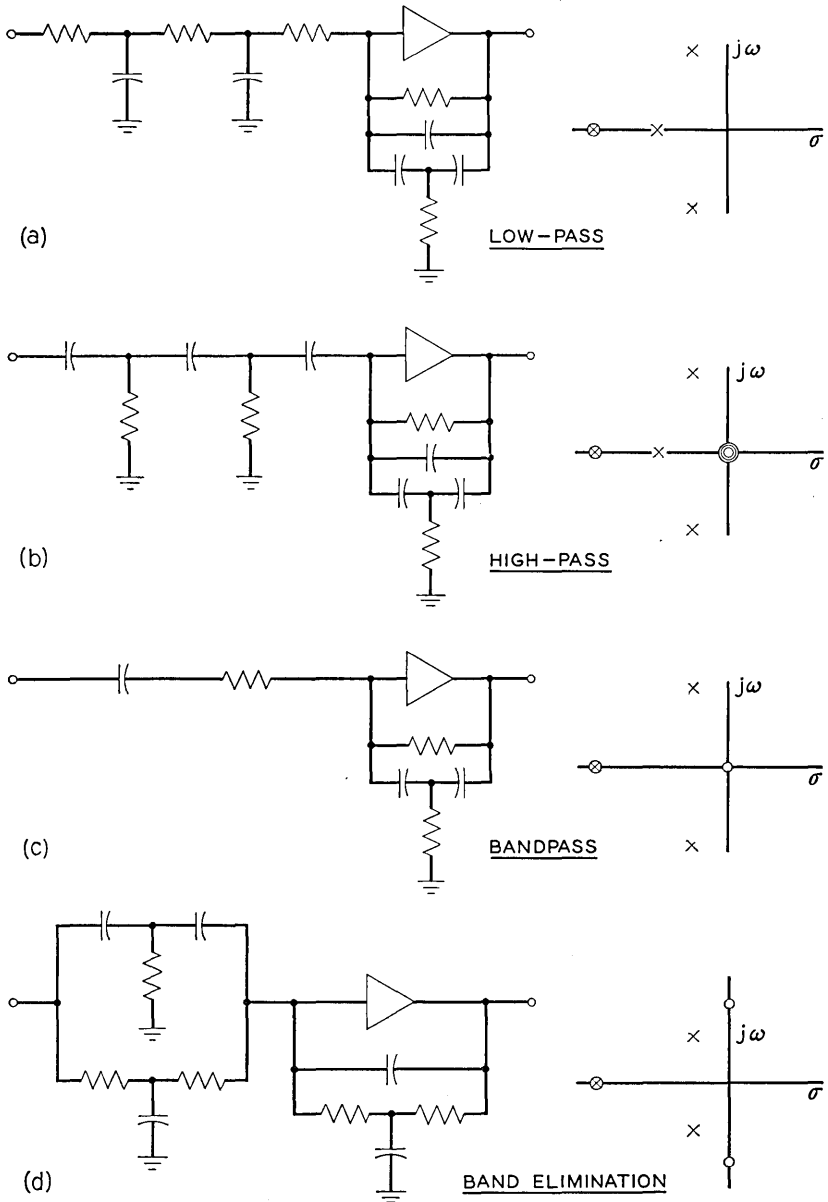 jω
σ
(a)
LOW-PASS
jω
σ
(b)
HIGH-PASS
jω
σ
(c)
BANDPASS
jω
σ
(d)
BAND ELIMINATION